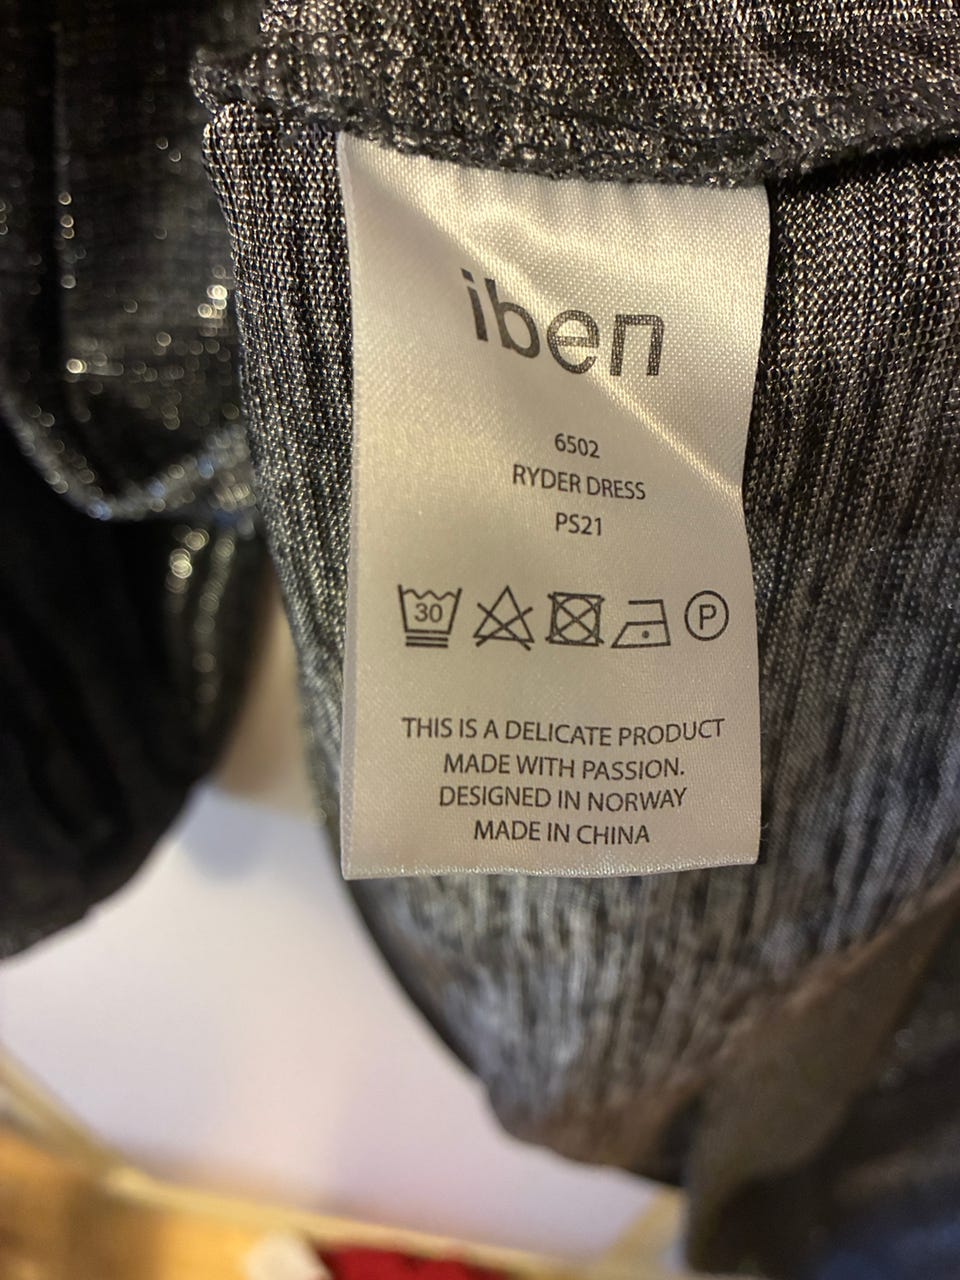 iben
6502
RYDER DRESS
PS21
30 P
THIS IS A DELICATE PRODUCT
MADE WITH PASSION.
DESIGNED IN NORWAY
MADE IN CHINA